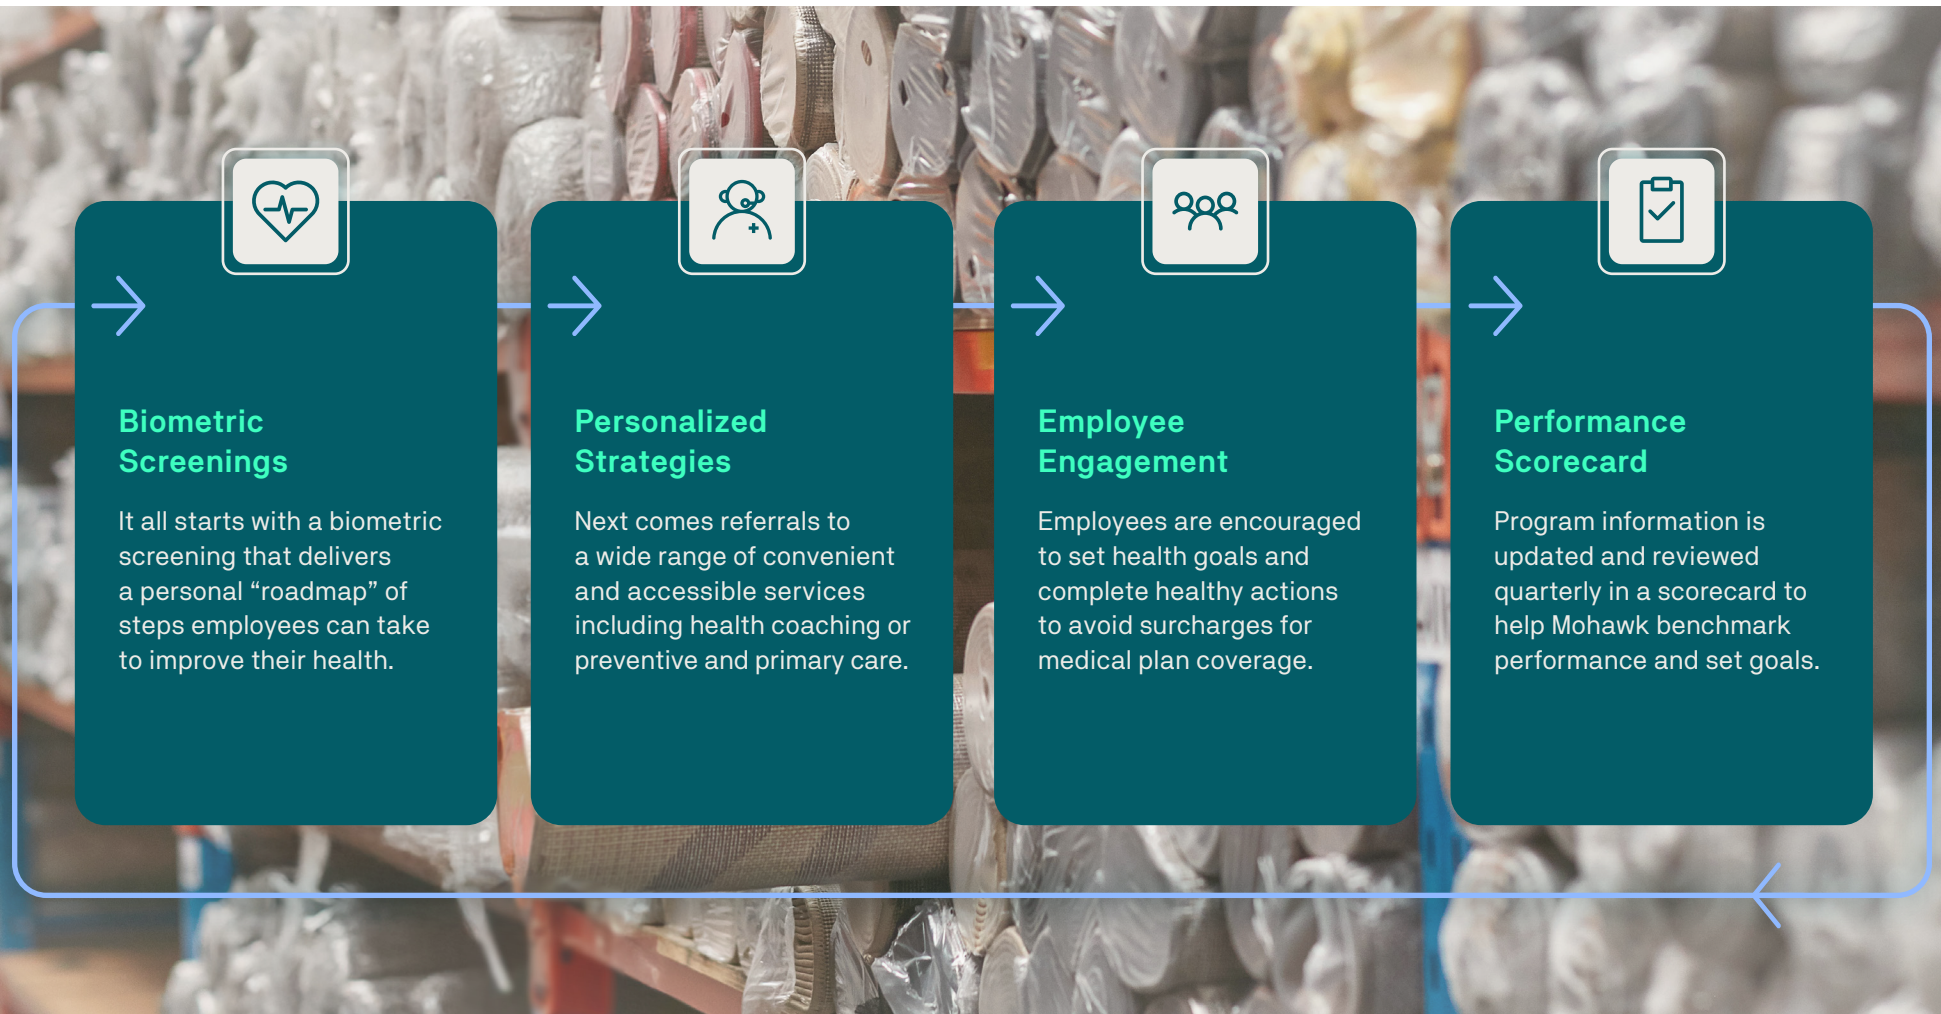 Biometric
Screenings
It all starts with a biometric
screening that delivers
a personal “roadmap” of
steps employees can take
to improve their health.
Personalized
Strategies
Next comes referrals to
a wide range of convenient
and accessible services
including health coaching or
preventive and primary care.
Employee
Engagement
Employees are encouraged
to set health goals and
complete healthy actions
to avoid surcharges for
medical plan coverage.
Performance
Scorecard
Program information is
updated and reviewed
quarterly in a scorecard to
help Mohawk benchmark
performance and set goals.